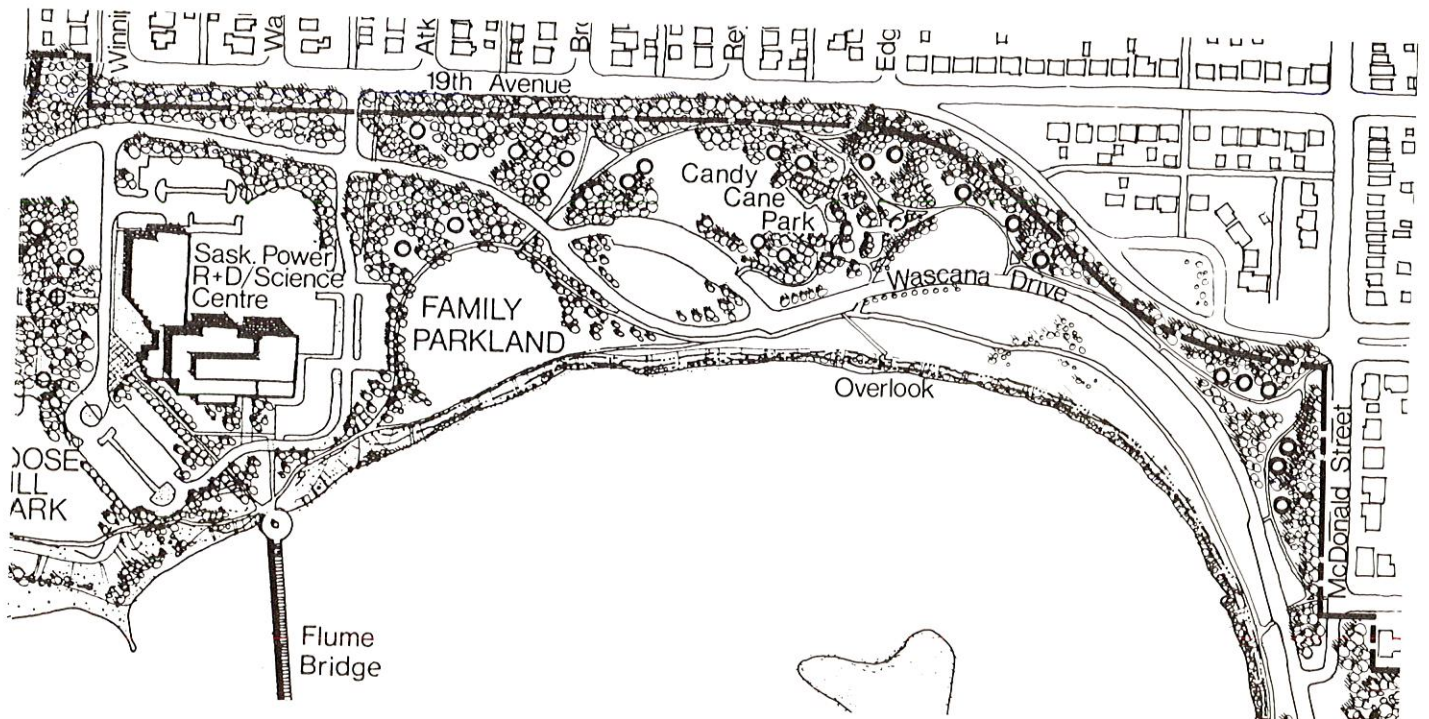 19th Avenue
Candy
Cane
Park
Sask. Power
R+D/Science
Centre
FAMILY
PARKLAND
Wascana Drive
Overlook
McDonald Street
Flume
Bridge